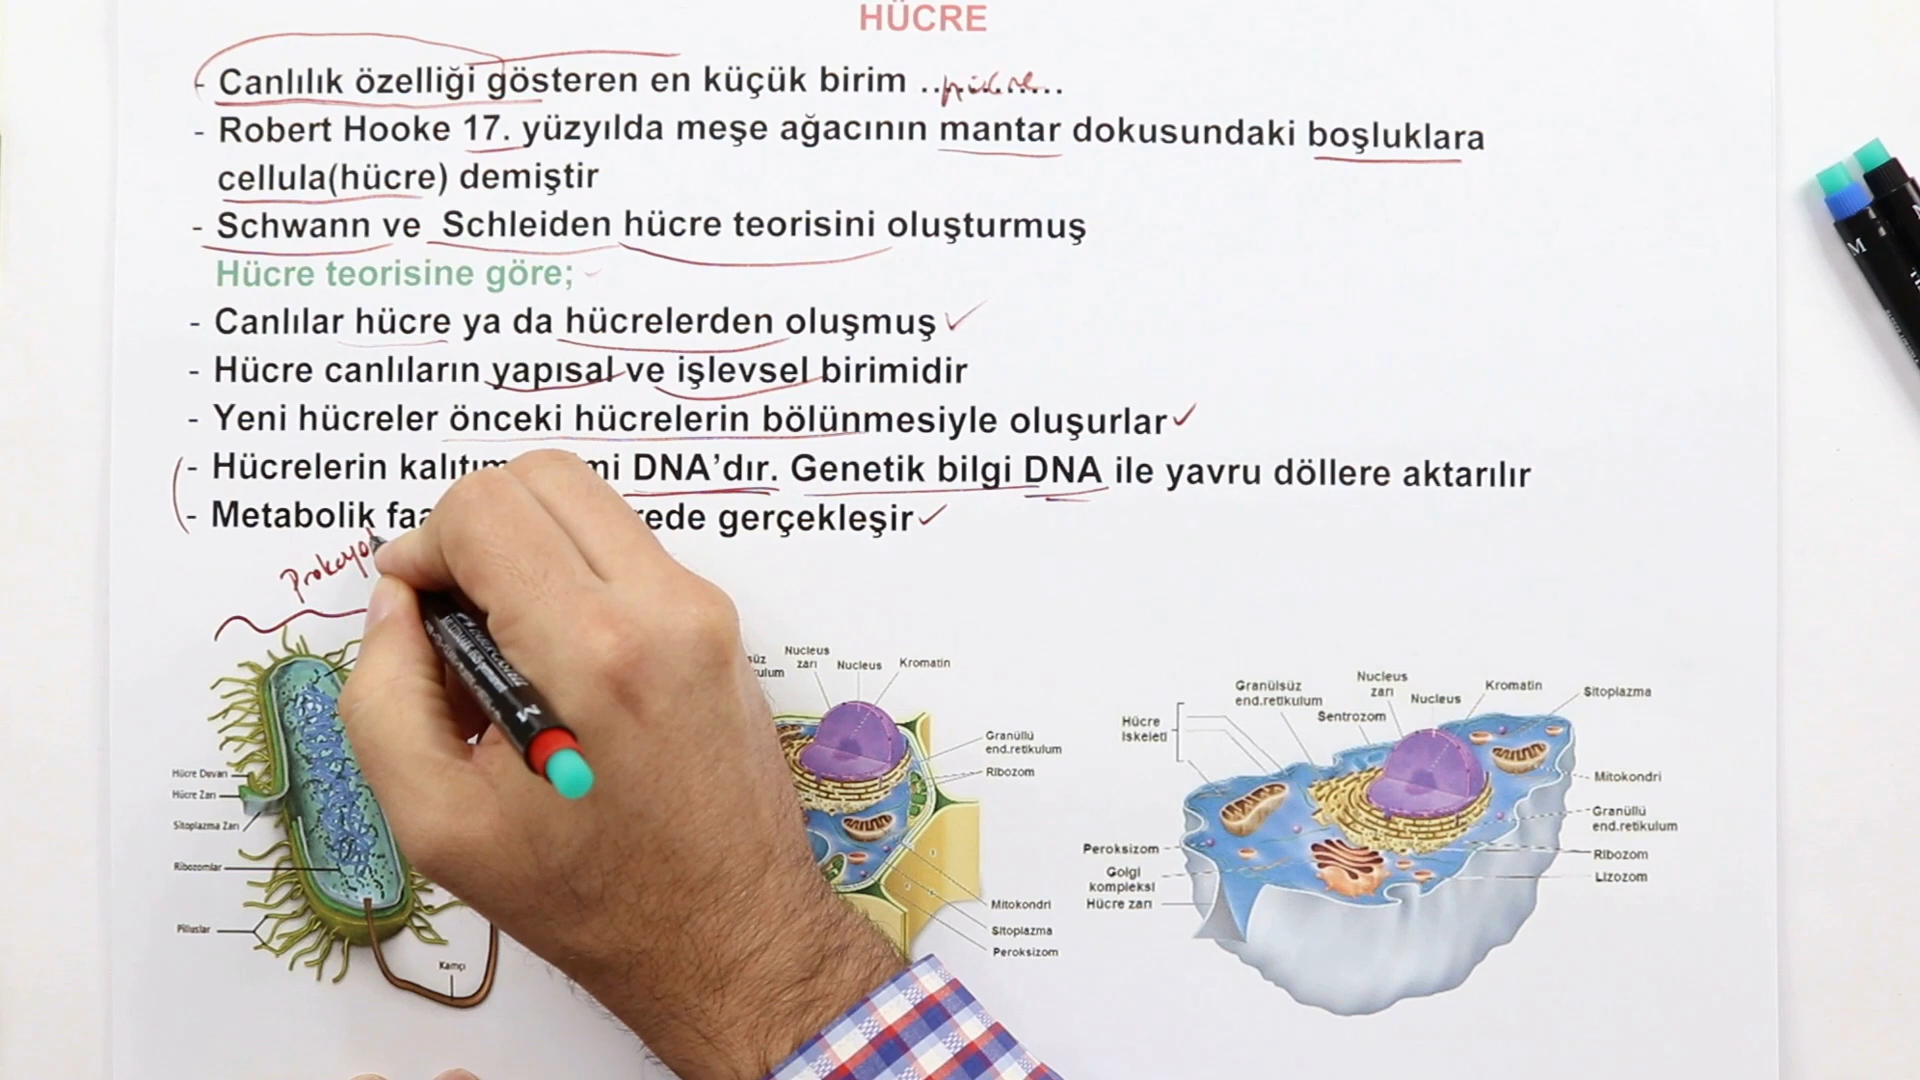 HÜCRE
- Canlılık özelliği gösteren en küçük birim ..hücre..
- Robert Hooke 17. yüzyılda meşe ağacının mantar dokusundaki boşluklara
cellula(hücre) demiştir
- Schwann ve Schleiden hücre teorisini oluşturmuş
Hücre teorisine göre;
- Canlılar hücre ya da hücrelerden oluşmuş
- Hücre canlıların yapısal ve işlevsel birimidir
- Yeni hücreler önceki hücrelerin bölünmesiyle oluşurlar
- Hücrelerin DNA'dır. Genetik bilgi DNA ile yavru döllere aktarılır
- Metabolik gerçekleşir
Prokaryo
Hücre Duvarı
Hücre Zarı
Sitoplazma Zarı
Ribozomlar
Piluslar
Kamçı
Nucleus
zarı
Nucleus
Kromatin
Granüllü
end.retikulum
Ribozom
Mitokondri
Sitoplazma
Peroksizom
Hücre
iskeleti
Granülsüz
end.retikulum
Sentrozom
Nucleus
zarı
Nucleus
Kromatin
Sitoplazma
Mitokondri
Granüllü
end.retikulum
Ribozom
Lizozom
Peroksizom
Golgi
kompleksi
Hücre zarı
M
M